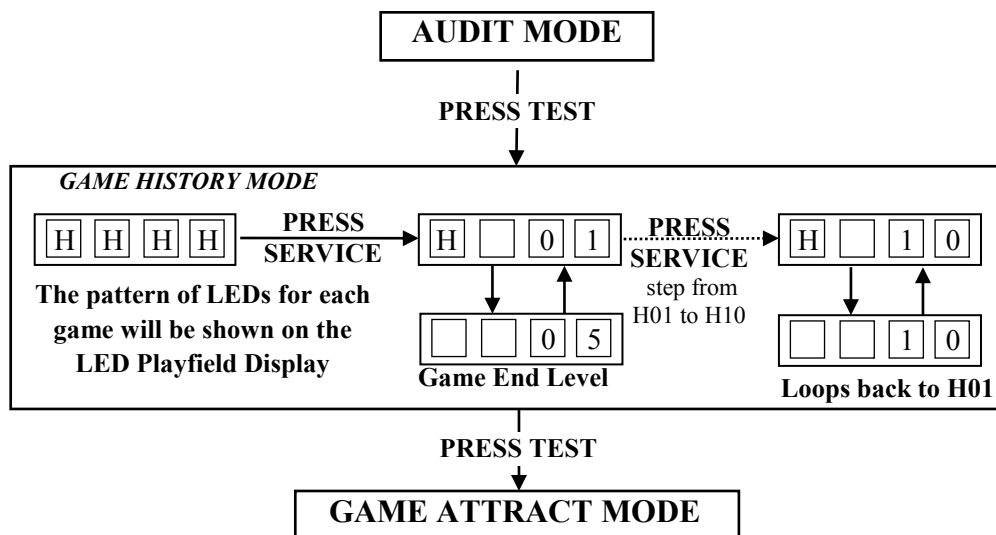 AUDIT MODE
PRESS TEST
GAME HISTORY MODE
H H H H
PRESS
SERVICE
H 0 1
PRESS
SERVICE
step from
H01 to H10
H 1 0
The pattern of LEDs for each
game will be shown on the
LED Playfield Display
0 5
Game End Level
1 0
Loops back to H01
PRESS TEST
GAME ATTRACT MODE